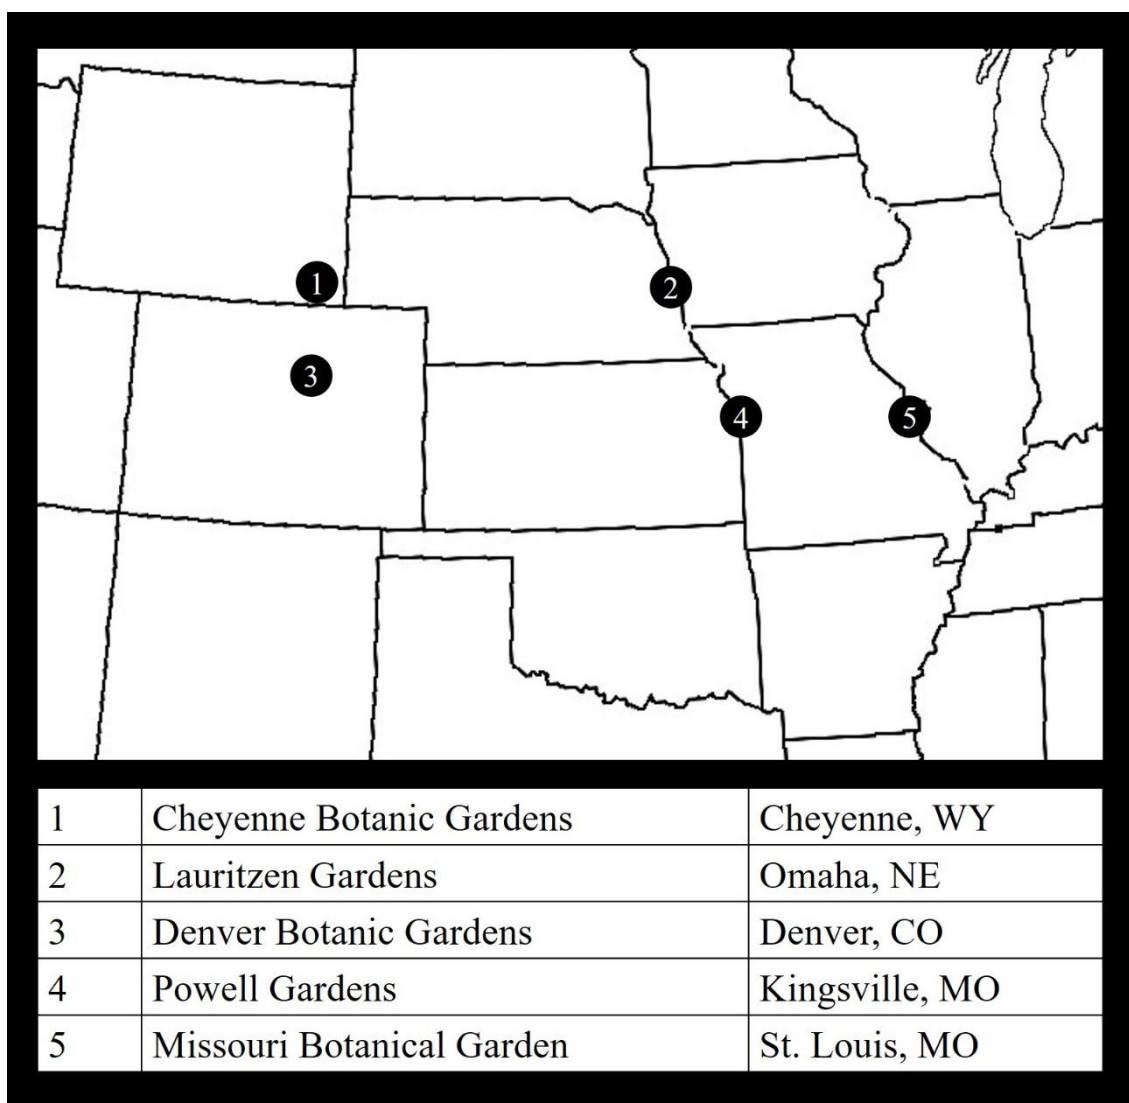 1
2
3
4
5
1 Cheyenne Botanic Gardens Cheyenne, WY
2 Lauritzen Gardens Omaha, NE
3 Denver Botanic Gardens Denver, CO
4 Powell Gardens Kingsville, MO
5 Missouri Botanical Garden St. Louis, MO